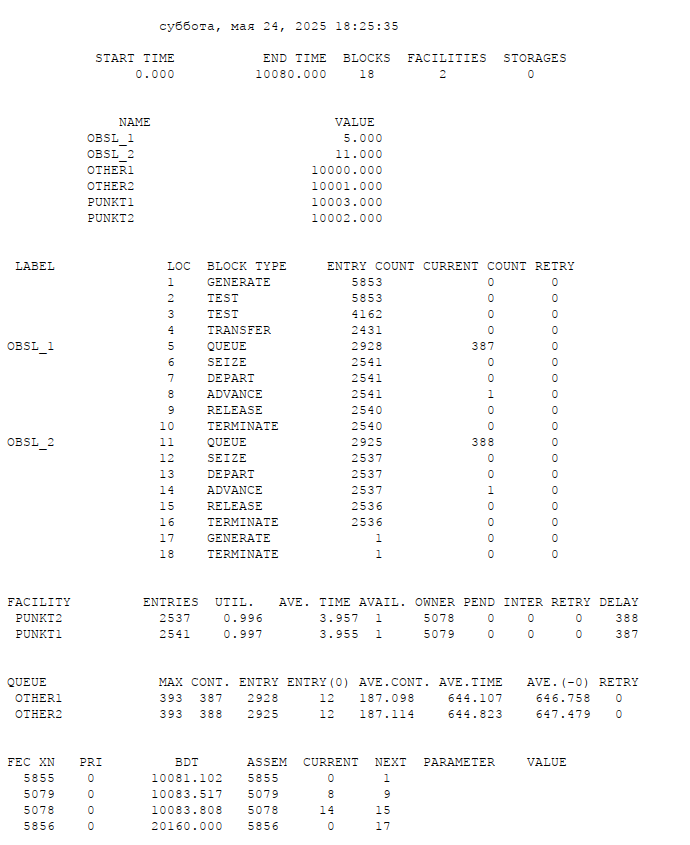 суббота, мая 24, 2025 18:25:35
START TIME END TIME BLOCKS FACILITIES STORAGES
0.000 10080.000 18 2 0
NAME VALUE
OBSL_1 5.000
OBSL_2 11.000
OTHER1 10000.000
OTHER2 10001.000
PUNKT1 10003.000
PUNKT2 10002.000
LABEL LOC BLOCK TYPE ENTRY COUNT CURRENT COUNT RETRY
1 GENERATE 5853 0 0
2 TEST 5853 0 0
3 TEST 4162 0 0
4 TRANSFER 2431 0 0
OBSL_1 5 QUEUE 2928 387 0
6 SEIZE 2541 0 0
7 DEPART 2541 0 0
8 ADVANCE 2541 1 0
9 RELEASE 2540 0 0
10 TERMINATE 2540 0 0
OBSL_2 11 QUEUE 2925 388 0
12 SEIZE 2537 0 0
13 DEPART 2537 0 0
14 ADVANCE 2537 1 0
15 RELEASE 2536 0 0
16 TERMINATE 2536 0 0
17 GENERATE 1 0 0
18 TERMINATE 1 0 0
FACILITY ENTRIES UTIL. AVE. TIME AVAIL. OWNER PEND INTER RETRY DELAY
PUNKT2 2537 0.996 3.957 1 5078 0 0 0 388
PUNKT1 2541 0.997 3.955 1 5079 0 0 0 387
QUEUE MAX CONT. ENTRY ENTRY(0) AVE.CONT. AVE.TIME AVE.(-0) RETRY
OTHER1 393 387 2928 12 187.098 644.107 646.758 0
OTHER2 393 388 2925 12 187.114 644.823 647.479 0
FEC XN PRI BDT ASSEM CURRENT NEXT PARAMETER VALUE
5855 0 10081.102 5855 0 1
5079 0 10083.517 5079 8 9
5078 0 10083.808 5078 14 15
5856 0 20160.000 5856 0 17